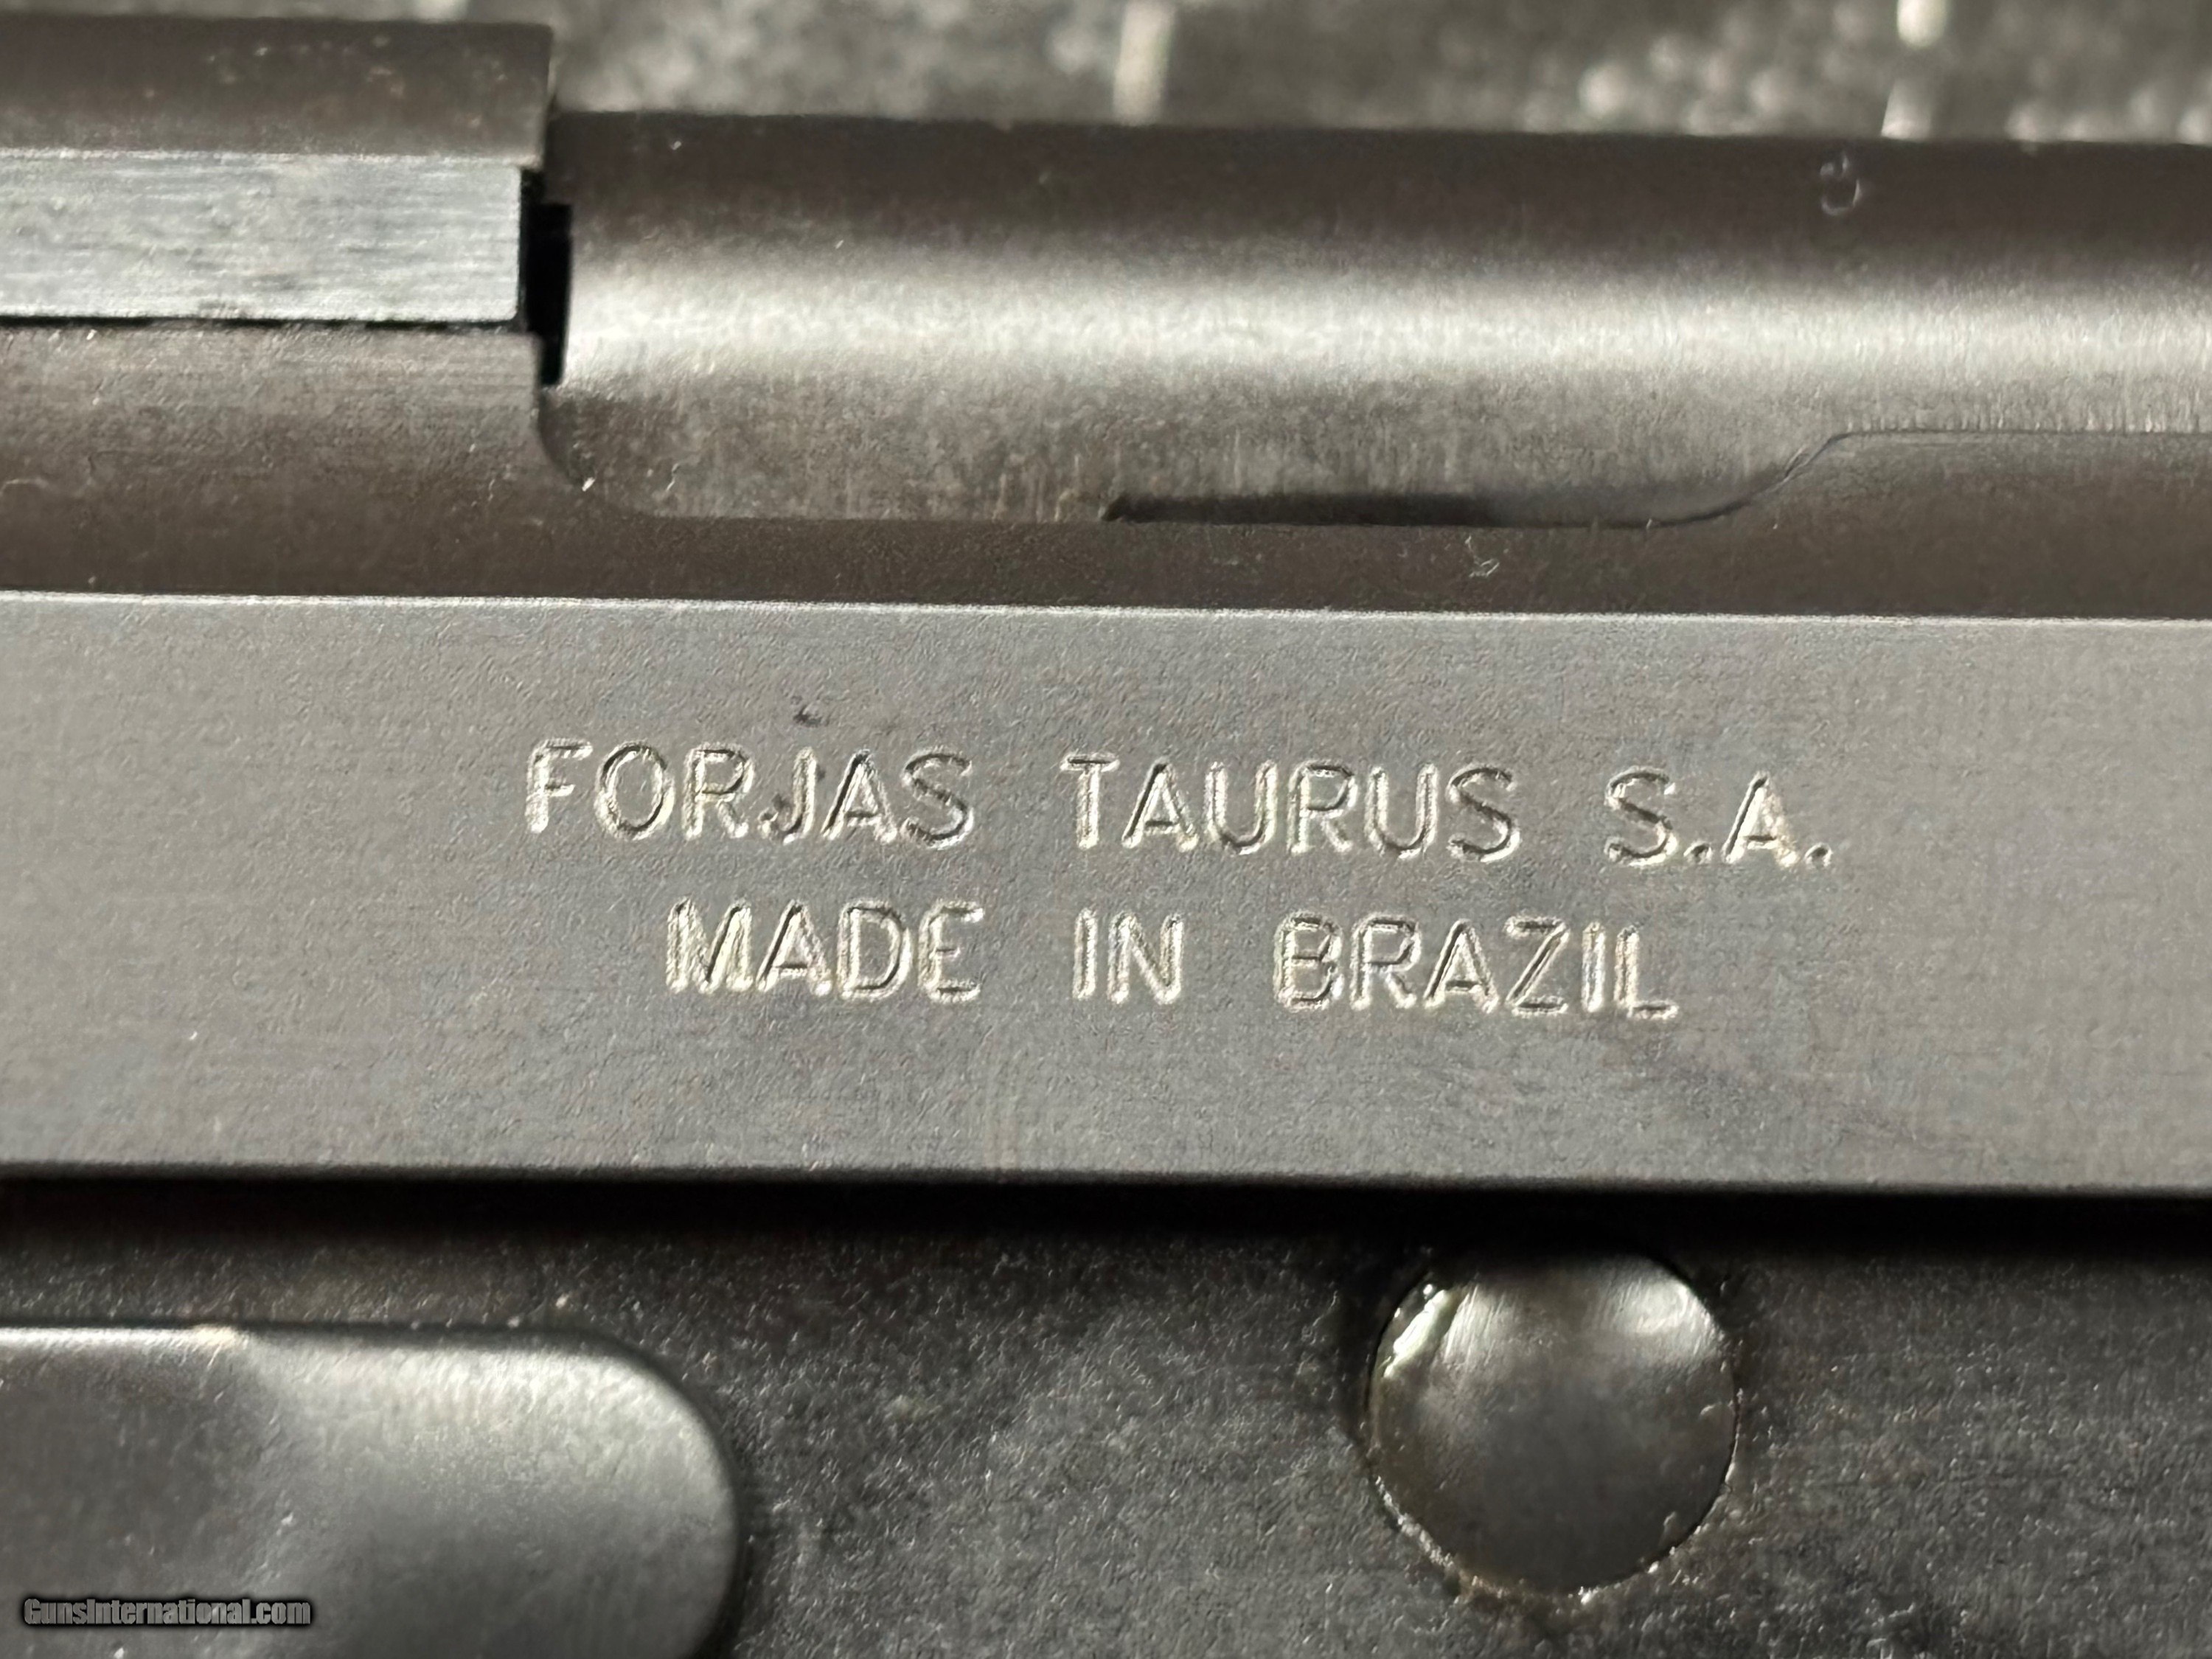 FORJAS TAURUS S.A.
MADE IN BRAZIL
GunsInternational.com